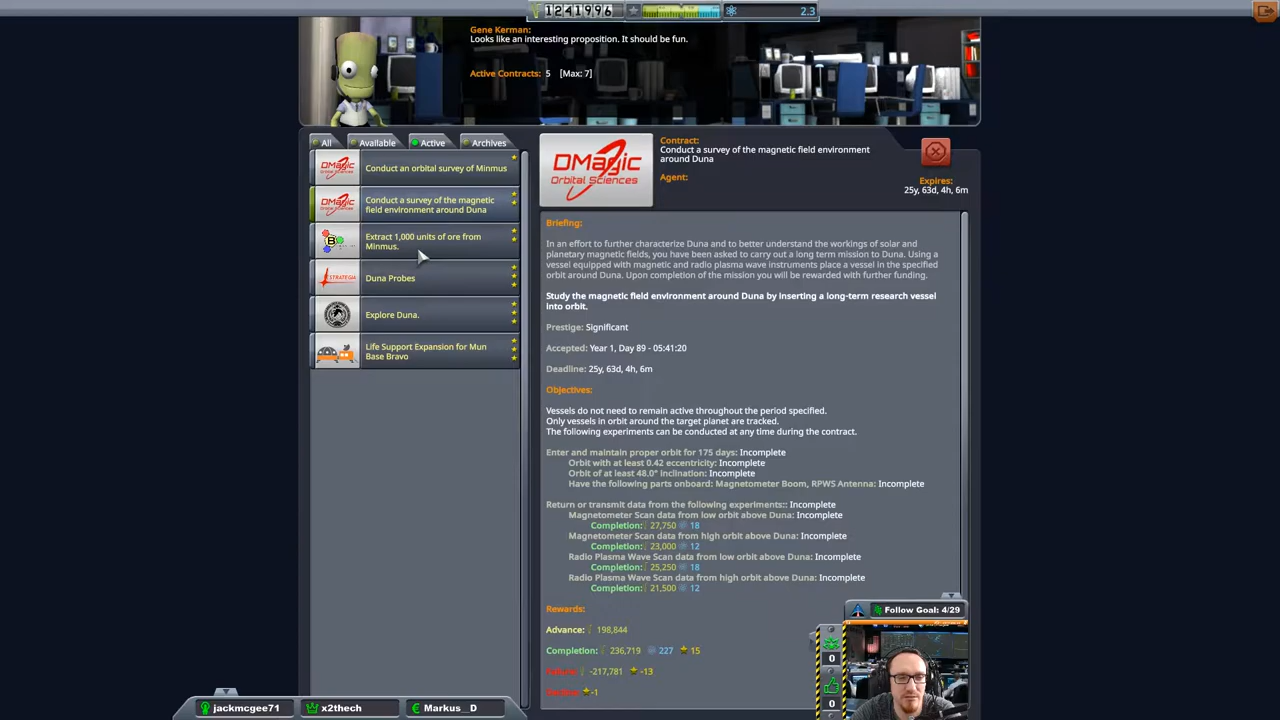 1241996
2.3
Gene Kerman:
Looks like an interesting proposition. It should be fun.
Active Contracts: 5 [Max: 7]
All
Available
Active
Archives
DMagic
Conduct an orbital survey of Minmus
DMagic
Conduct a survey of the magnetic
field environment around Duna
Extract 1,000 units of ore from
Minmus.
STRATEGIA
Duna Probes
Explore Duna.
Life Support Expansion for Mun
Base Bravo
DMagic
ORBITAL SCIENCES
Contract:
Conduct a survey of the magnetic field environment
around Duna
Agent:
Expires:
25y, 63d, 4h, 6m
Briefing:
In an effort to further characterize Duna and to better understand the workings of solar and
planetary magnetic fields, you have been asked to carry out a long term mission to Duna. Using a
vessel equipped with magnetic and radio plasma wave instruments place a vessel in the specified
orbit around Duna. Upon completion of the mission you will be rewarded with further funding.
Study the magnetic field environment around Duna by inserting a long-term research vessel
into orbit.
Prestige: Significant
Accepted: Year 1, Day 89 - 05:41:20
Deadline: 25y, 63d, 4h, 6m
Objectives:
Vessels do not need to remain active throughout the period specified.
Only vessels in orbit around the target planet are tracked.
The following experiments can be conducted at any time during the contract.
Enter and maintain proper orbit for 175 days: Incomplete
Orbit with at least 0.42 eccentricity: Incomplete
Orbit of at least 48.0° inclination: Incomplete
Have the following parts onboard: Magnetometer Boom, RPWS Antenna: Incomplete
Return or transmit data from the following experiments:: Incomplete
Magnetometer Scan data from low orbit above Duna: Incomplete
Completion: 27,750 18
Magnetometer Scan data from high orbit above Duna: Incomplete
Completion: 23,000 12
Radio Plasma Wave Scan data from low orbit above Duna: Incomplete
Completion: 25,250 18
Radio Plasma Wave Scan data from high orbit above Duna: Incomplete
Completion: 21,500 12
Rewards:
Advance: 198,844
Completion: 236,719 227 15
-217,781 -13
-1
Follow Goal: 4/29
0
0
jackmcgee71
x2thech
Markus__D